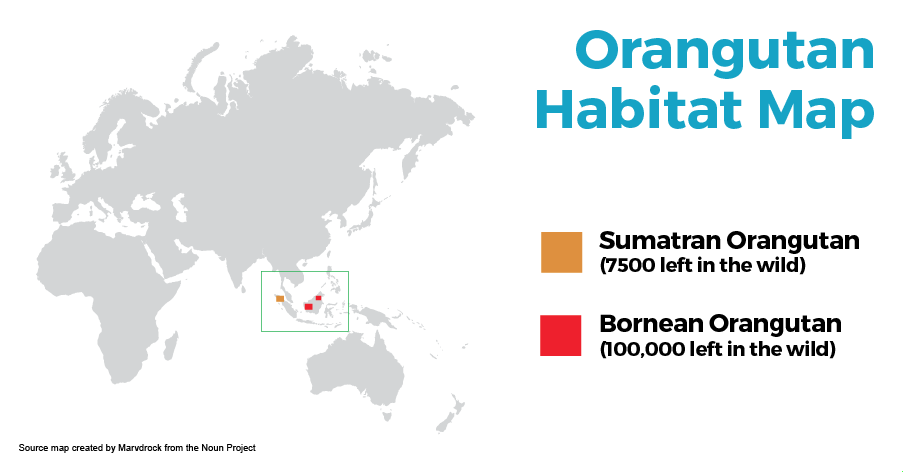 Orangutan
Habitat Map
Sumatran Orangutan
(7500 left in the wild)
Bornean Orangutan
(100,000 left in the wild)
Source map created by Marvdrock from the Noun Project